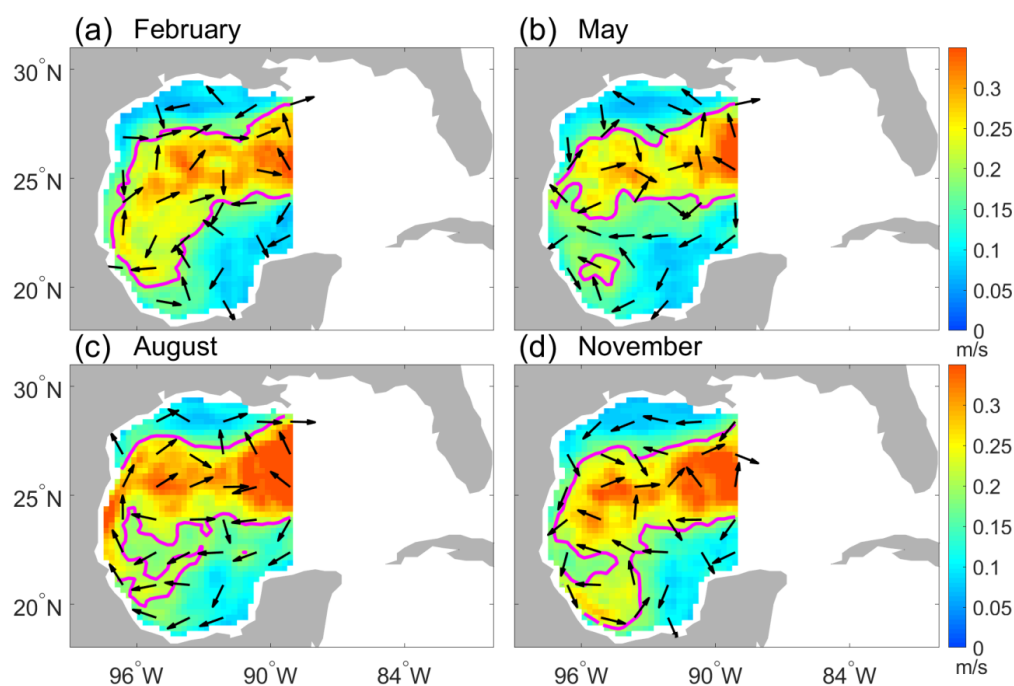 (a) February
(b) May
30°N
25°N
20°N
0.3
0.25
0.2
0.15
0.1
0.05
0
m/s
(c) August
(d) November
30°N
25°N
20°N
0.3
0.25
0.2
0.15
0.1
0.05
0
m/s
96°W
90°W
84°W
96°W
90°W
84°W